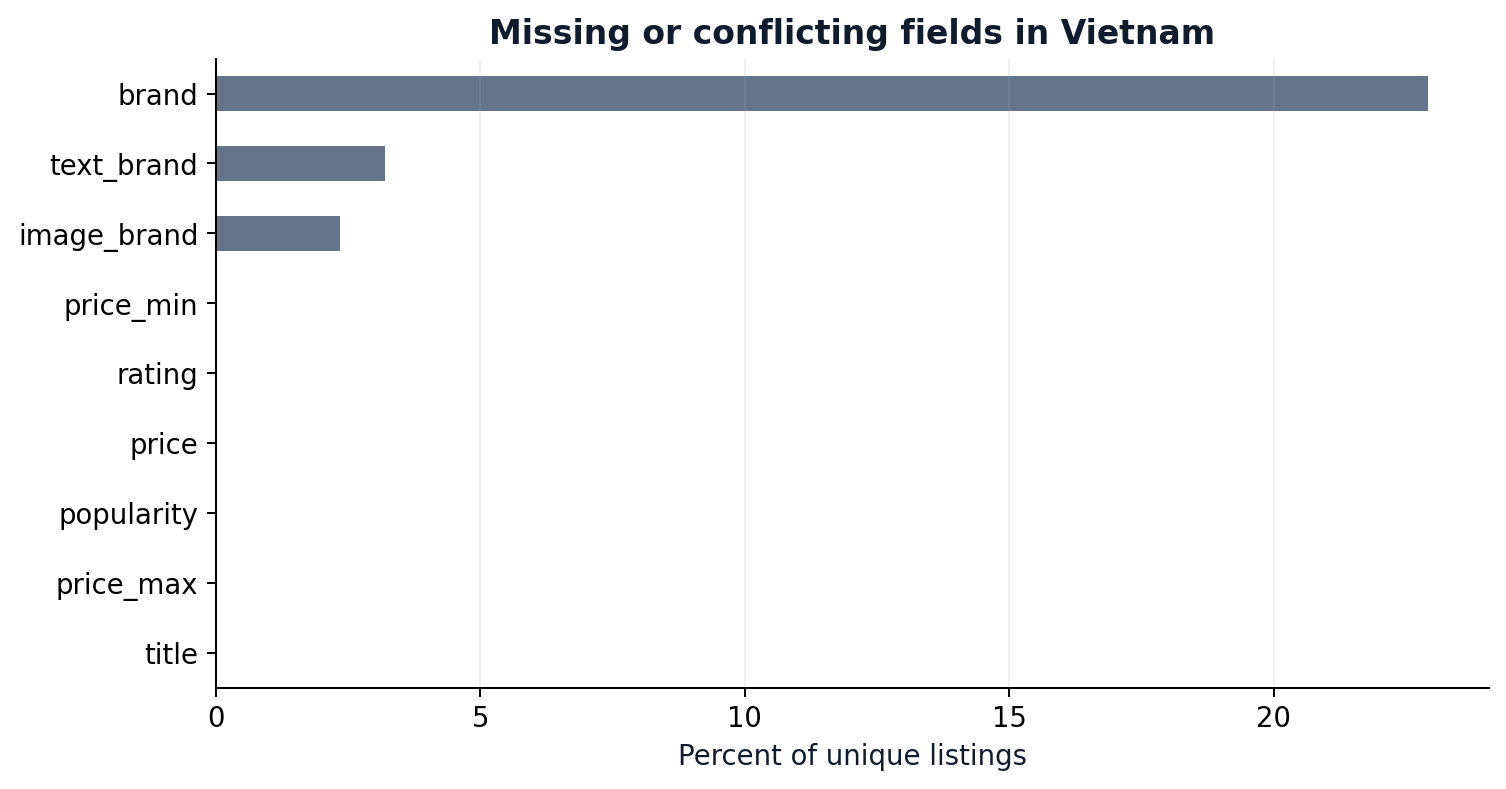 Missing or conflicting fields in Vietnam
brand
text_brand
image_brand
price_min
rating
price
popularity
price_max
title
0 5 10 15 20
Percent of unique listings